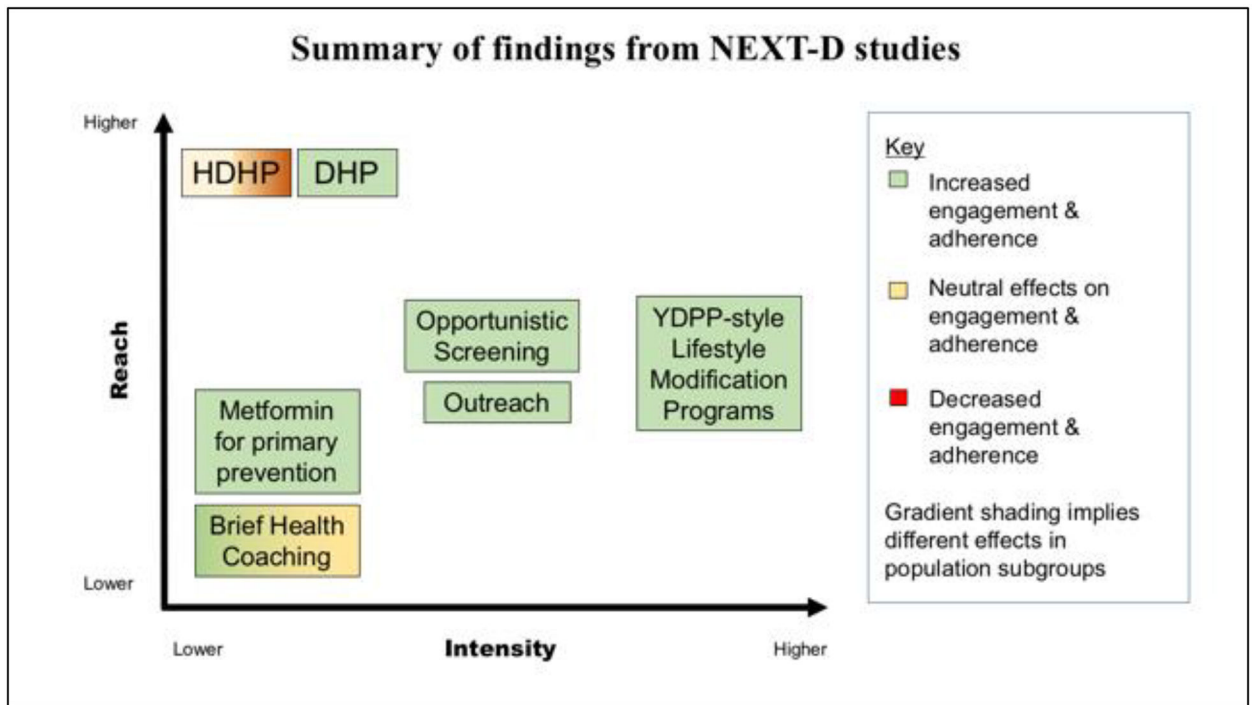 Summary of findings from NEXT-D studies
Higher
HDHP
DHP
Reach
Opportunistic
Screening
Outreach
YDPP-style
Lifestyle
Modification
Programs
Metformin
for primary
prevention
Brief Health
Coaching
Lower
Lower
Intensity
Higher
Key
Increased
engagement &
adherence
Neutral effects on
engagement &
adherence
Decreased
engagement &
adherence
Gradient shading implies
different effects in
population subgroups